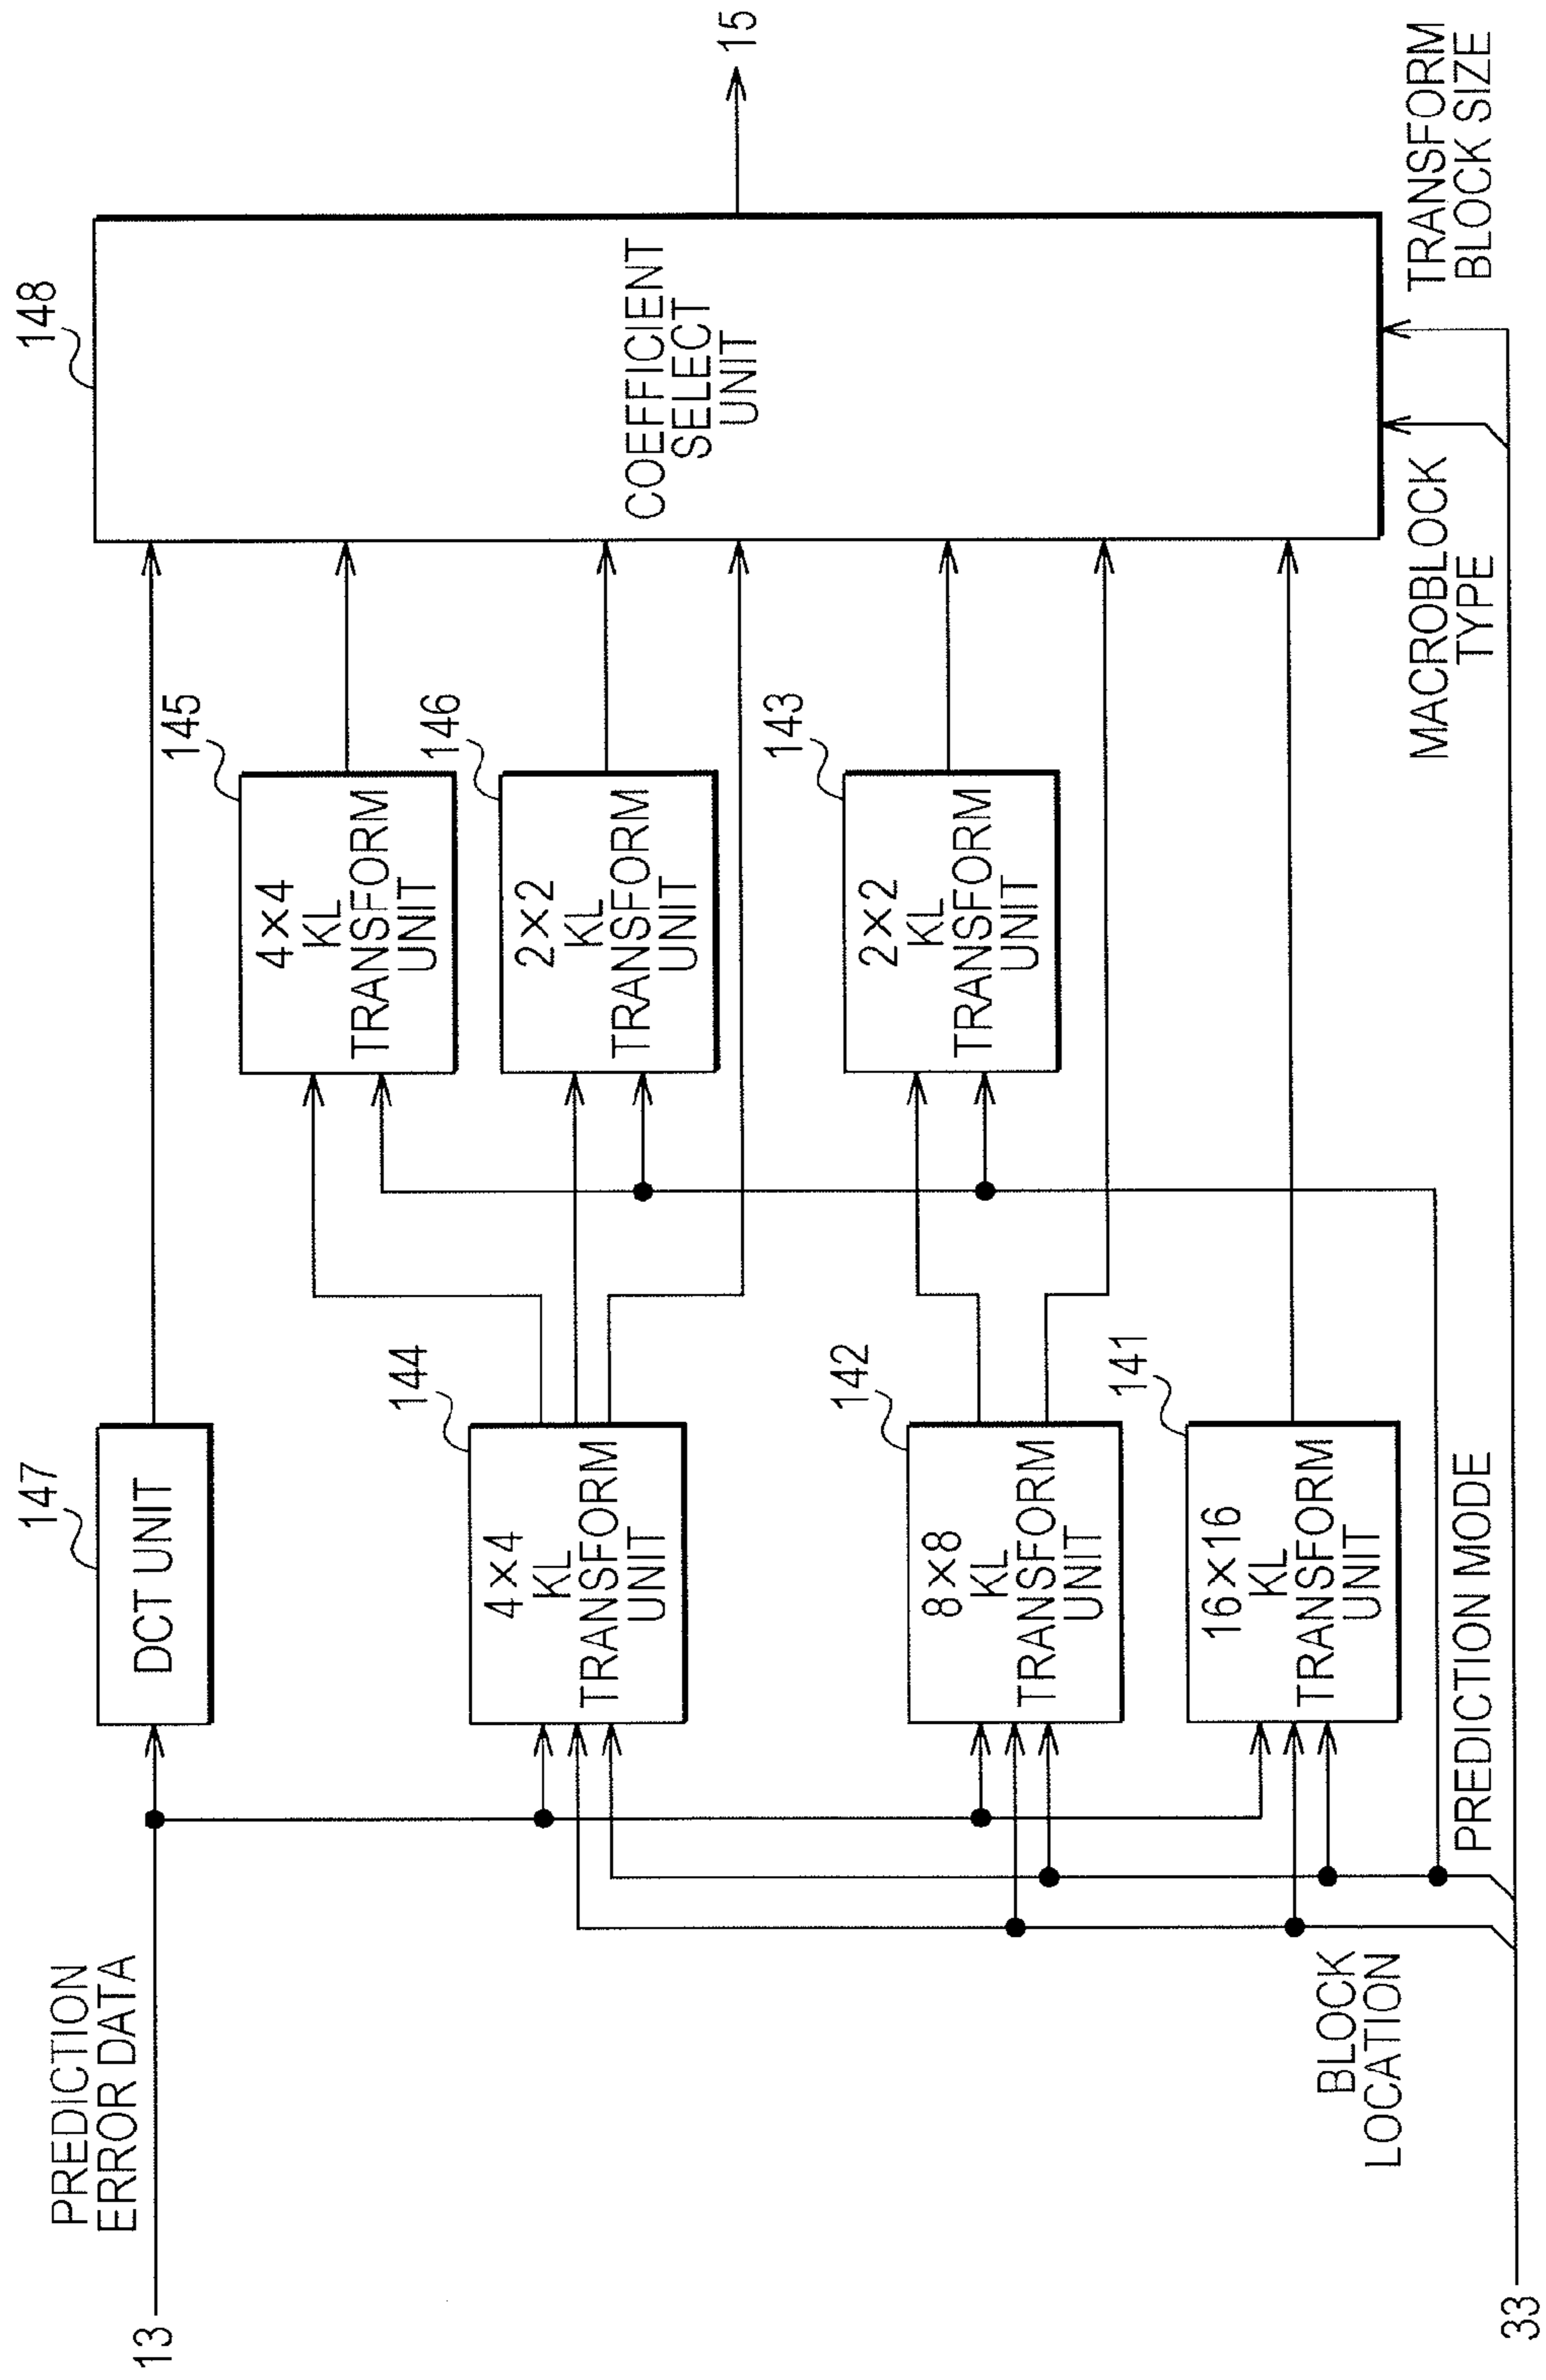 13
PREDICTION
ERROR DATA
147
DCT UNIT
144
4×4
KL
TRANSFORM
UNIT
145
4×4
KL
TRANSFORM
UNIT
146
2×2
KL
TRANSFORM
UNIT
142
8×8
KL
TRANSFORM
UNIT
143
2×2
KL
TRANSFORM
UNIT
141
16×16
KL
TRANSFORM
UNIT
148
COEFFICIENT
SELECT
UNIT
15
BLOCK
LOCATION
PREDICTION MODE
MACROBLOCK
TYPE
TRANSFORM
BLOCK SIZE
33